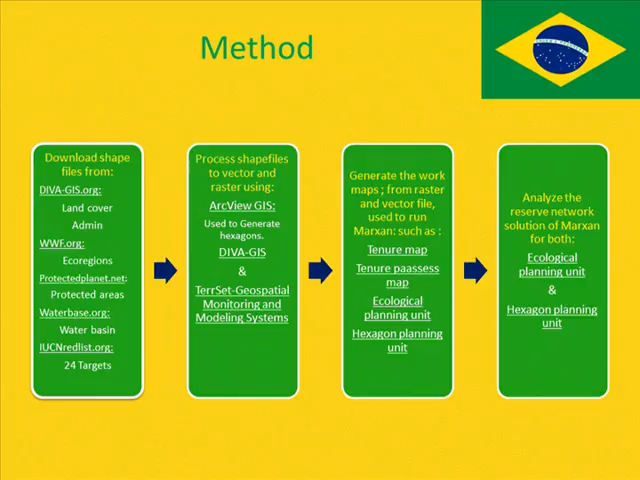 Method
Download shape
files from:
DIVA-GIS.org:
Land cover
Admin
WWF.org:
Ecoregions
Protectedplanet.net:
Protected areas
Waterbase.org:
Water basin
IUCNredlist.org:
24 Targets
Process shapefiles
to vector and
raster using:
ArcView GIS:
Used to Generate
hexagons.
DIVA-GIS
&
TerrSet-Geospatial
Monitoring and
Modeling Systems
Generate the work
maps ; from raster
and vector file,
used to run
Marxan: such as :
Tenure map
Tenure paassess
map
Ecological
planning unit
Hexagon planning
unit
Analyze the
reserve network
solution of Marxan
for both:
Ecological
planning unit
&
Hexagon planning
unit